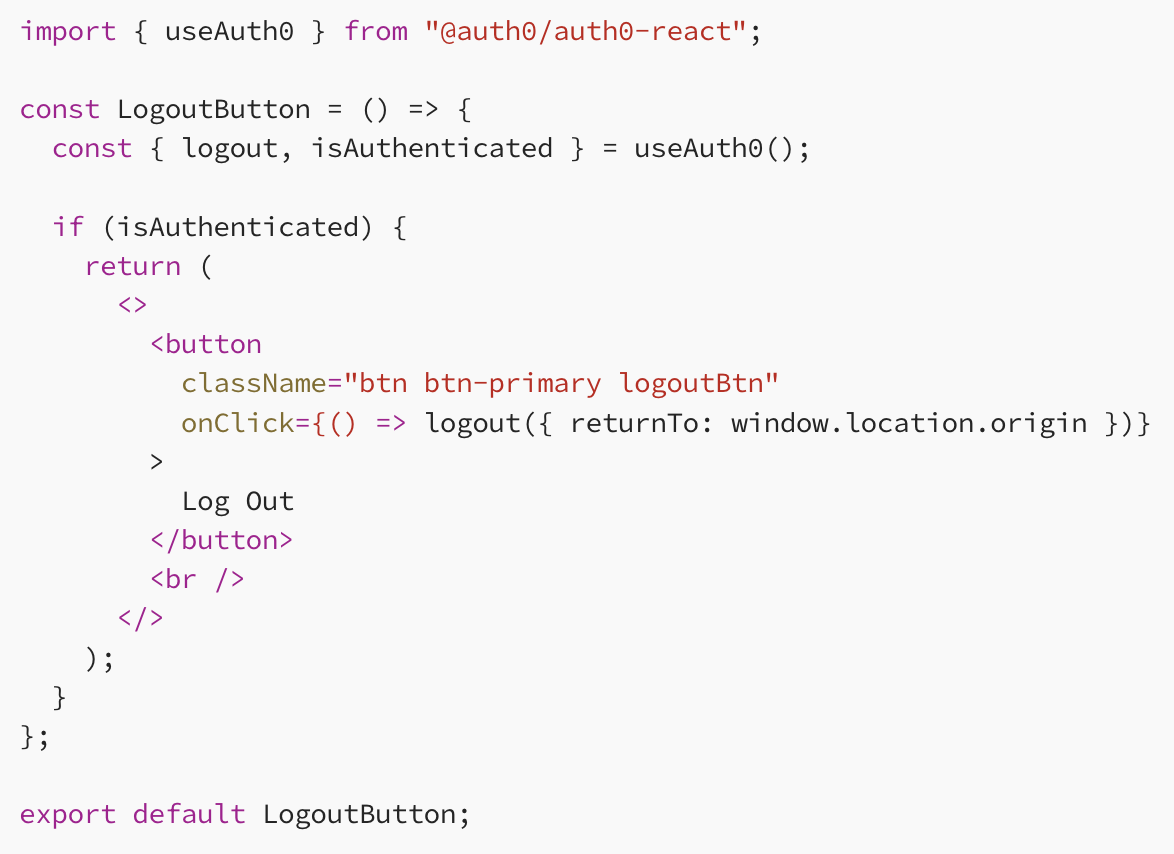 import { useAuth0 } from "@auth0/auth0-react";

const LogoutButton = () => {
  const { logout, isAuthenticated } = useAuth0();

  if (isAuthenticated) {
    return (
      <>
        <button
          className="btn btn-primary logoutBtn"
          onClick={() => logout({ returnTo: window.location.origin })}
        >
          Log Out
        </button>
        <br />
      </>
    );
  }
};

export default LogoutButton;